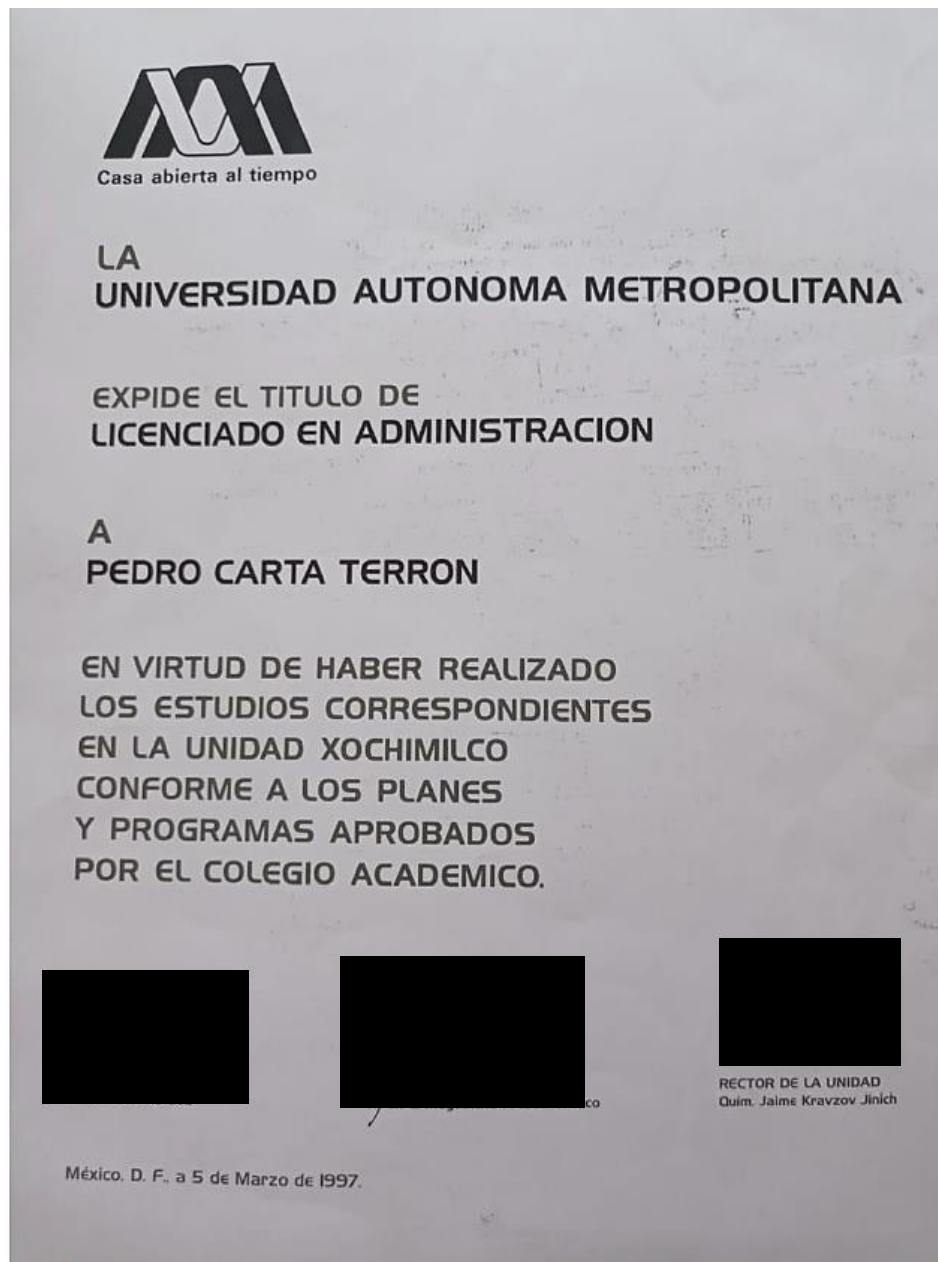 Casa abierta al tiempo
LA
UNIVERSIDAD AUTONOMA METROPOLITANA
EXPIDE EL TITULO DE
LICENCIADO EN ADMINISTRACION
A
PEDRO CARTA TERRON
EN VIRTUD DE HABER REALIZADO
LOS ESTUDIOS CORRESPONDIENTES
EN LA UNIDAD XOCHIMILCO
CONFORME A LOS PLANES
Y PROGRAMAS APROBADOS
POR EL COLEGIO ACADEMICO.
RECTOR DE LA UNIDAD
Quim. Jaime Kravzov Jinich
México, D. F., a 5 de Marzo de 1997.